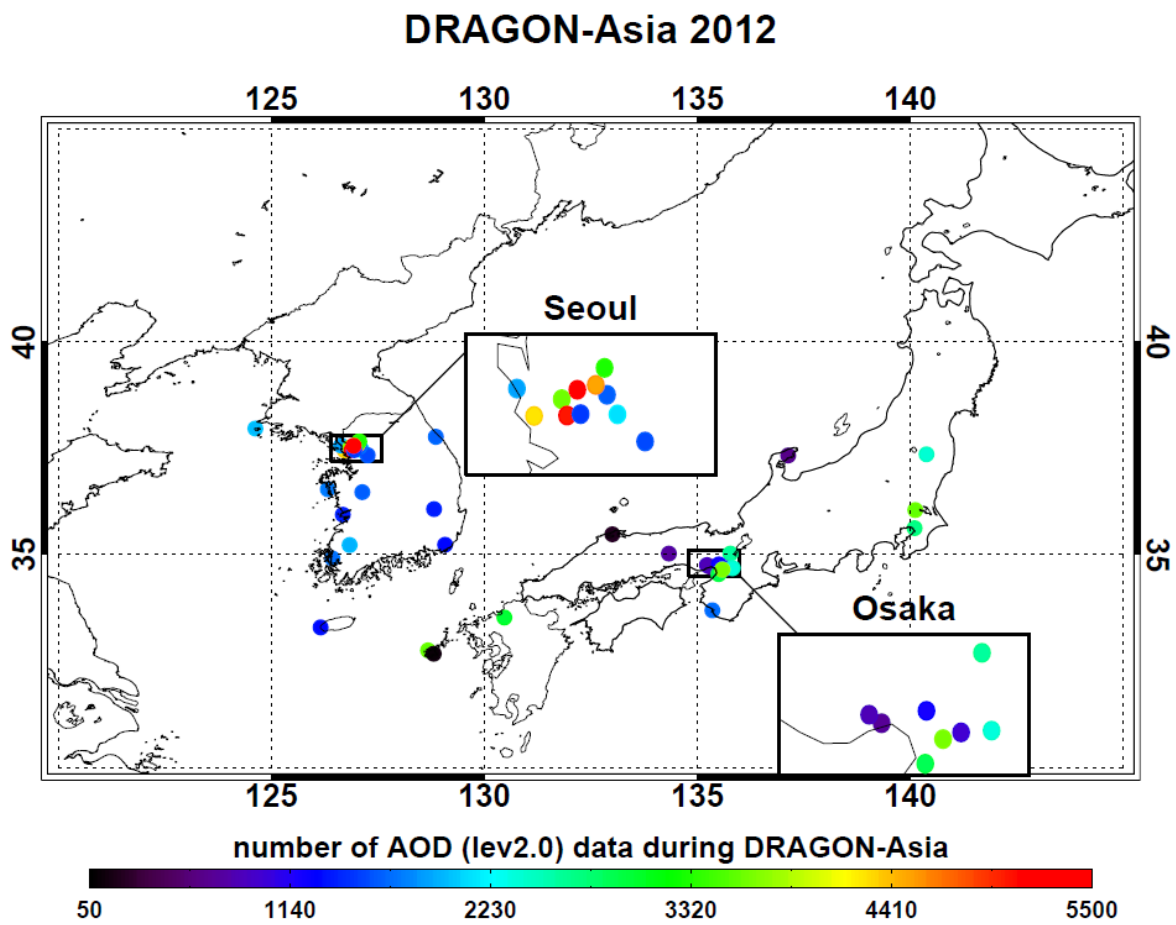 DRAGON-Asia 2012
125 130 135 140
40 40
Seoul
35 35
Osaka
125 130 135 140
number of AOD (lev2.0) data during DRAGON-Asia
50 1140 2230 3320 4410 5500